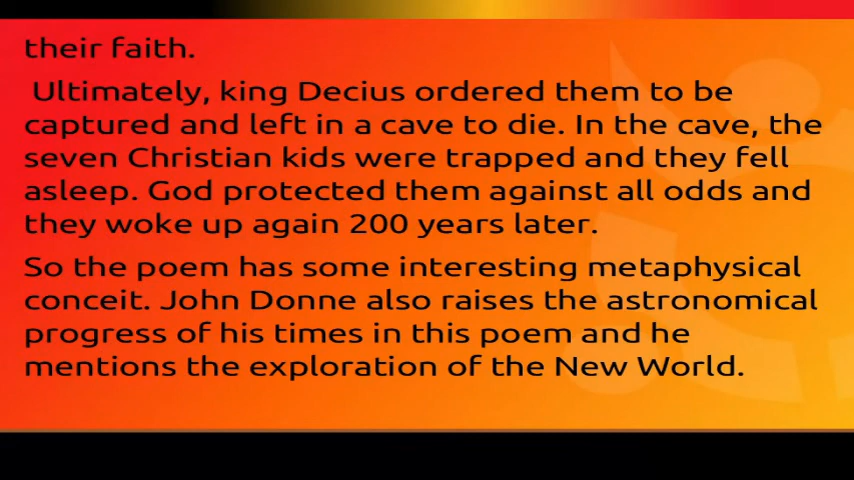 their faith.
Ultimately, king Decius ordered them to be
captured and left in a cave to die. In the cave, the
seven Christian kids were trapped and they fell
asleep. God protected them against all odds and
they woke up again 200 years later.
So the poem has some interesting metaphysical
conceit. John Donne also raises the astronomical
progress of his times in this poem and he
mentions the exploration of the New World.